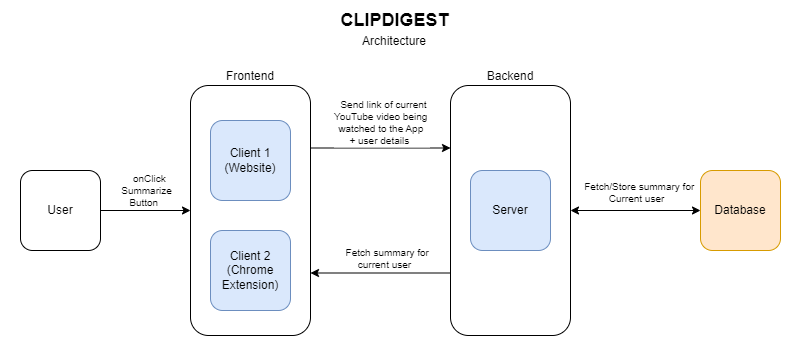 CLIPDIGEST
Architecture
Frontend
Backend
User
onClick
Summarize
Button
Client 1
(Website)
Client 2
(Chrome
Extension)
Send link of current
YouTube video being
watched to the App
+ user details
Fetch summary for
current user
Server
Fetch/Store summary for
Current user
Database